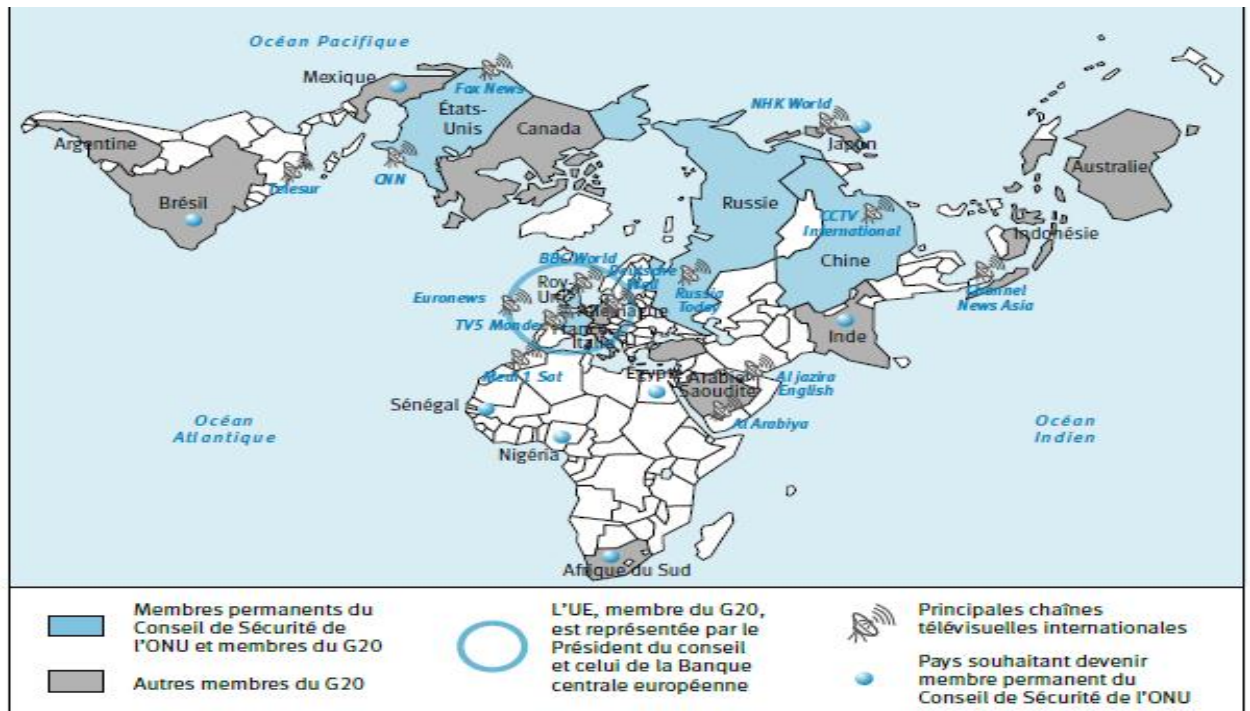 Océan Pacifique
Mexique
Fox News
États-
Unis
Canada
NHK World
Japon
Argentine
CNN
Telesur
Brésil
Australie
Russie
CCTV
International
Chine
Indonésie
BBC World
Roy-
Uni
Deutsche
Well
Euronews
TV5 Monde
Allemagne
France
Italie
Russia
Today
Channel
News Asia
Inde
Medi 1 Sat
Égypte
Arabie
Saoudite
Al jazira
English
Al Arabiya
Sénégal
Nigéria
Océan
Atlantique
Océan
Indien
Afrique du Sud
Membres permanents du
Conseil de Sécurité de
l'ONU et membres du G20
Autres membres du G20
L'UE, membre du G20,
est représentée par le
Président du conseil
et celui de la Banque
centrale européenne
Principales chaînes
télévisuelles internationales
Pays souhaitant devenir
membre permanent du
Conseil de Sécurité de l'ONU